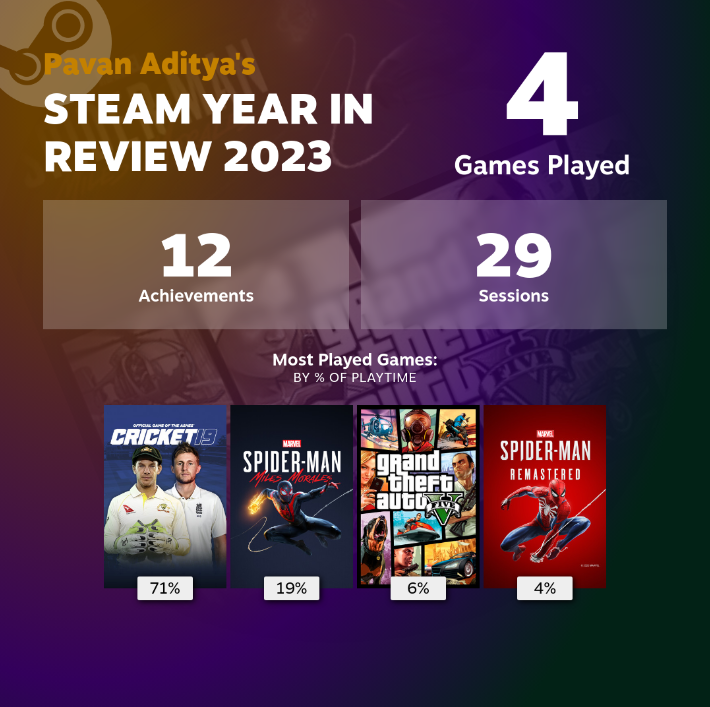 Pavan Aditya's
STEAM YEAR IN
REVIEW 2023
4
Games Played
12
Achievements
29
Sessions
Most Played Games:
BY % OF PLAYTIME
OFFICIAL GAME OF THE ASHES
CRICKET 19
MARVEL
SPIDER-MAN
Miles Morales
grand
theft
auto V
FIVE
MARVEL
SPIDER-MAN
REMASTERED
71%
19%
6%
4%